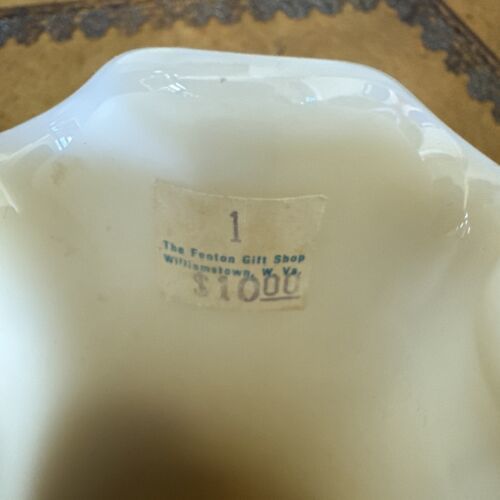 1
The Fenton Gift Shop
Williamstown, W. Va.
$10.00